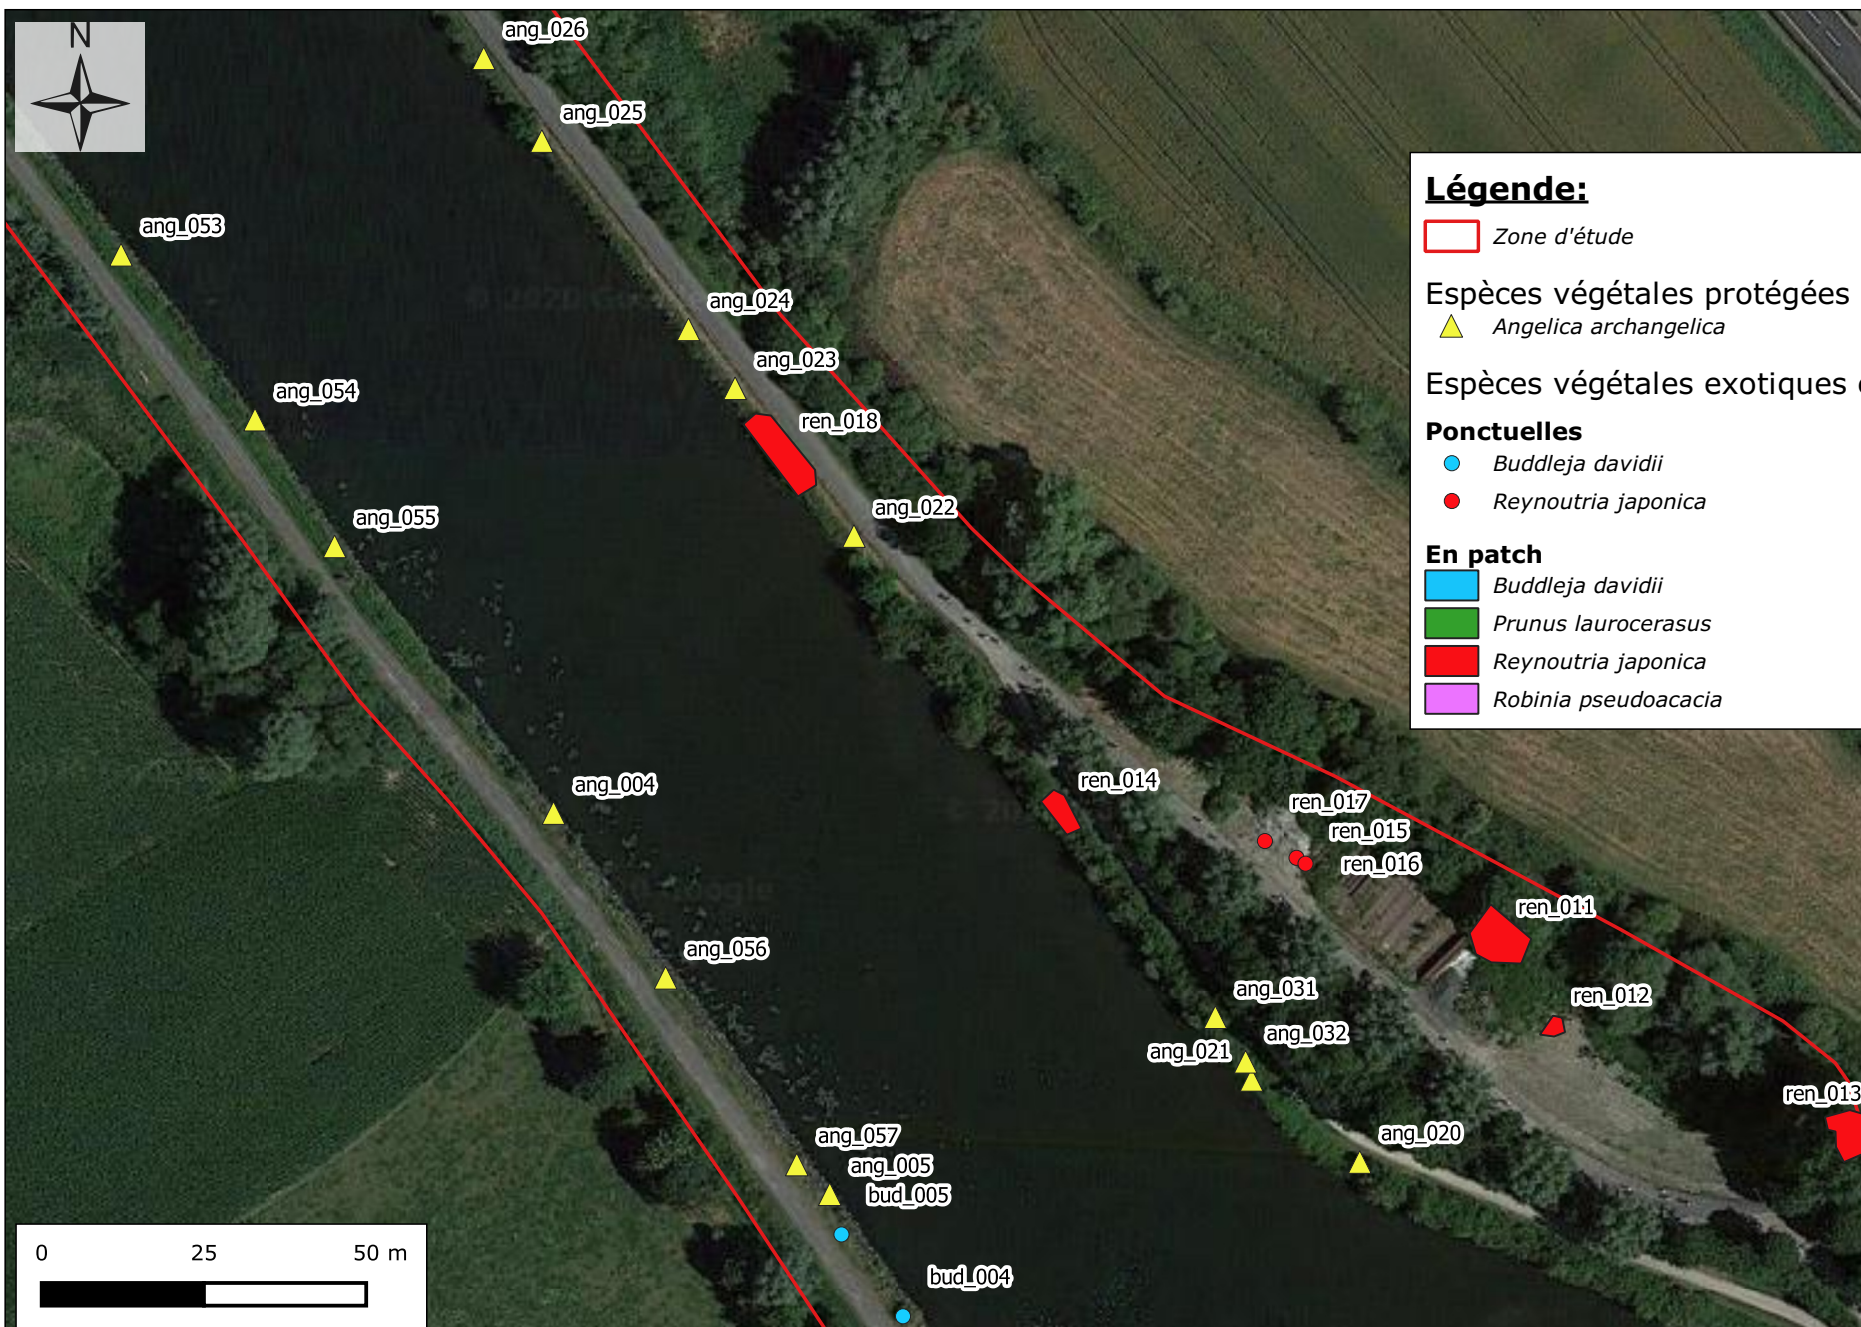 N
ang_026
ang_025
ang_053
ang_024
ang_023
ang_054
ren_018
ang_055
ang_022
ang_004
ren_014
ren_017
ren_015
ren_016
ren_011
ang_056
ang_031
ren_012
ang_032
ang_021
ren_013
ang_057
ang_020
ang_005
bud_005
bud_004
0 25 50 m
Légende:
Zone d'étude
Espèces végétales protégées
Angelica archangelica
Espèces végétales exotiques
Ponctuelles
Buddleja davidii
Reynoutria japonica
En patch
Buddleja davidii
Prunus laurocerasus
Reynoutria japonica
Robinia pseudoacacia